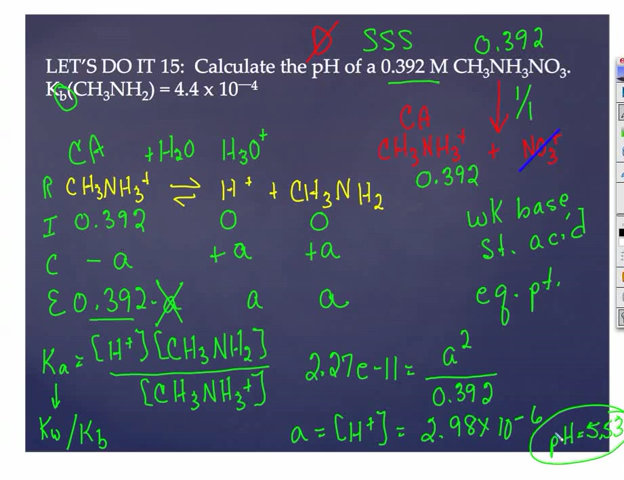 SSS 0.392
LET'S DO IT 15: Calculate the pH of a 0.392 M CH₃NH₃NO₃.
Kb(CH₃NH₂) = 4.4 x 10⁻⁴
1/1
CA
CH₃NH₃⁺ + NO₃⁺
0.392
CA +H₂O H₃O⁺
R CH₃NH₃⁺ ⇌ H⁺ + CH₃NH₂
I 0.392 0 0
C -a +a +a
E 0.392-a a a
wk base,
St. acid
eq. pt.
Ka = [H⁺][CH₃NH₂] / [CH₃NH₃⁺]
2.27e-11 = a² / 0.392
↓
Kw/Kb
a = [H⁺] = 2.98 x 10⁻⁶
pH=5.53